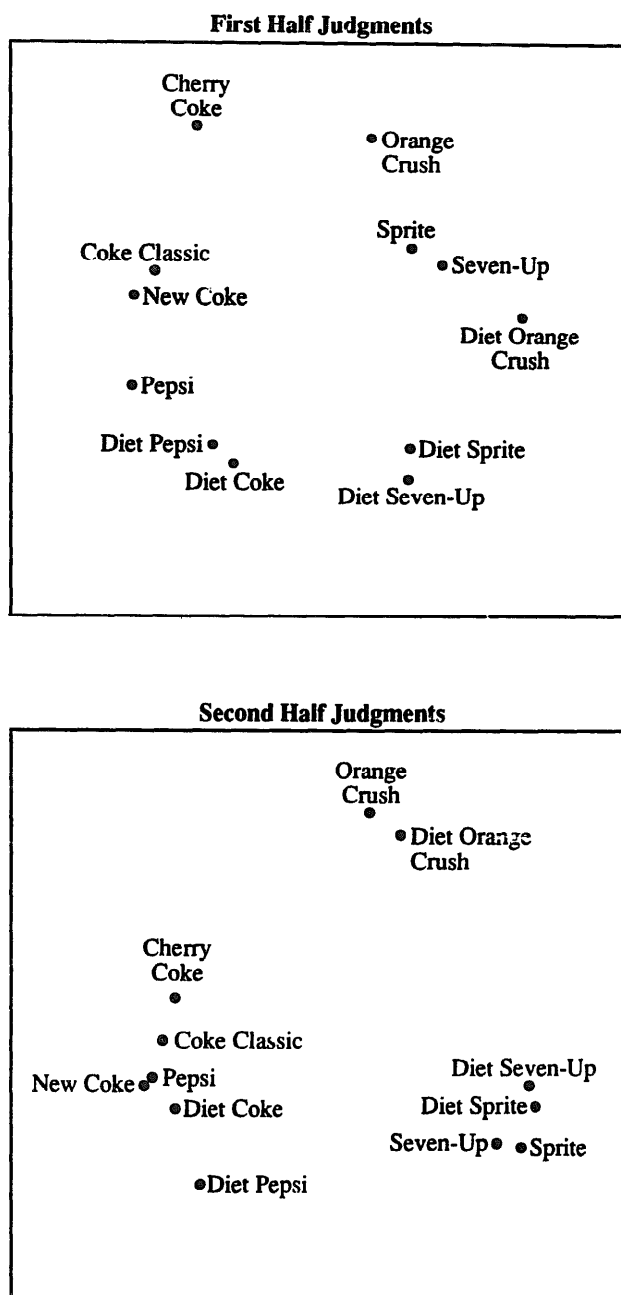 First Half Judgments
Cherry
Coke
Orange
Crush
Sprite
Coke Classic
Seven-Up
New Coke
Diet Orange
Crush
Pepsi
Diet Pepsi
Diet Sprite
Diet Coke
Diet Seven-Up
Second Half Judgments
Orange
Crush
Diet Orange
Crush
Cherry
Coke
Coke Classic
New Coke
Pepsi
Diet Seven-Up
Diet Coke
Diet Sprite
Seven-Up
Sprite
Diet Pepsi